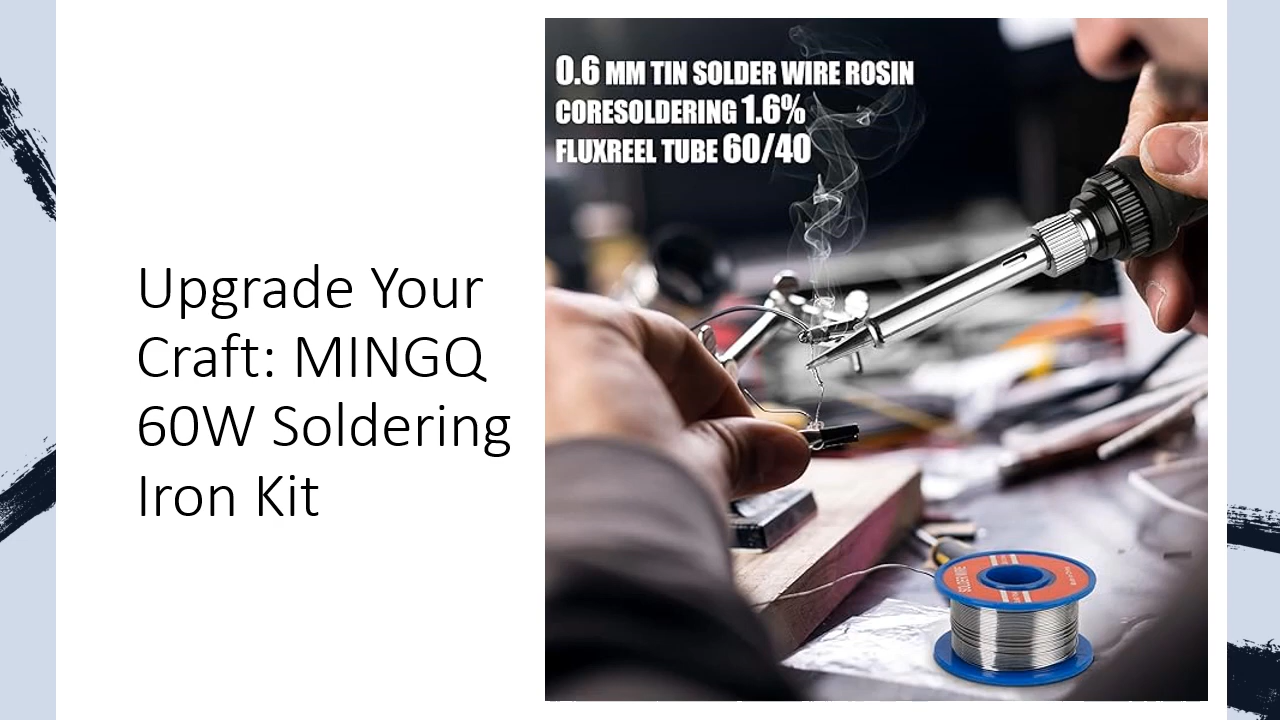 Upgrade Your
Craft: MINGQ
60W Soldering
Iron Kit
0.6 MM TIN SOLDER WIRE ROSIN
CORESOLDERING 1.6%
FLUXREEL TUBE 60/40